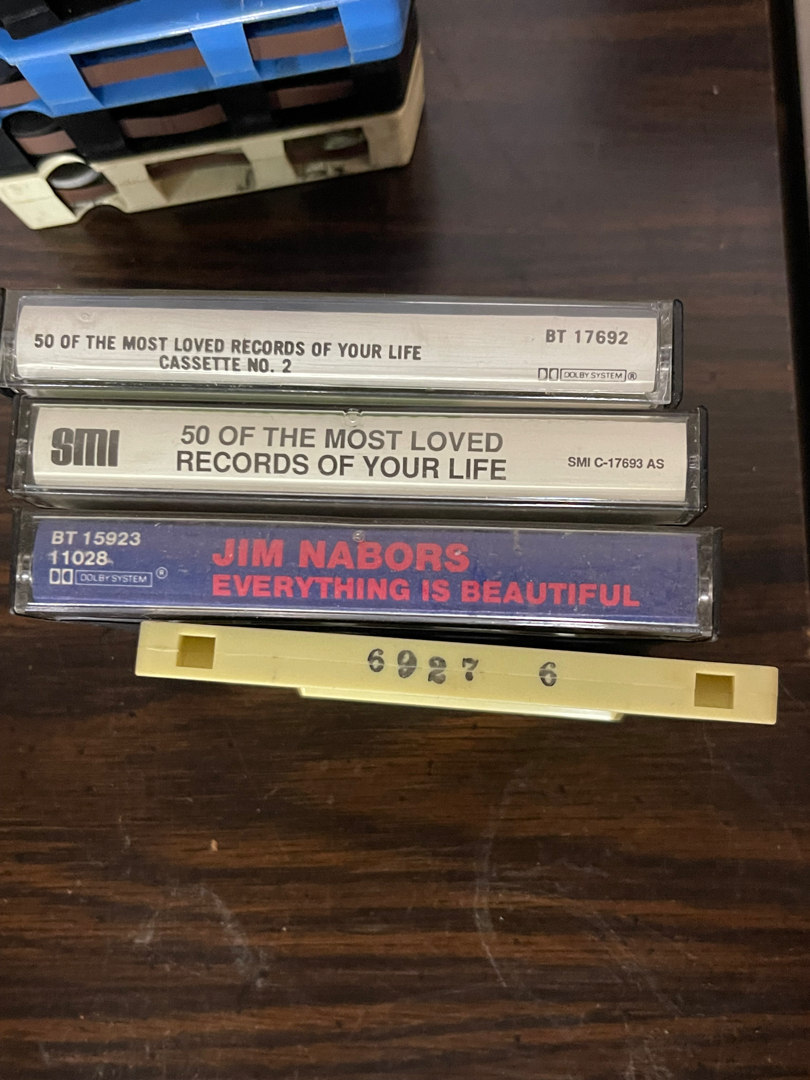 50 OF THE MOST LOVED RECORDS OF YOUR LIFE
CASSETTE NO. 2
BT 17692
DOLBY SYSTEM ®
SMI
50 OF THE MOST LOVED
RECORDS OF YOUR LIFE
SMI C-17693 AS
BT 15923
11028
DOLBY SYSTEM ®
JIM NABORS
EVERYTHING IS BEAUTIFUL
6927 6